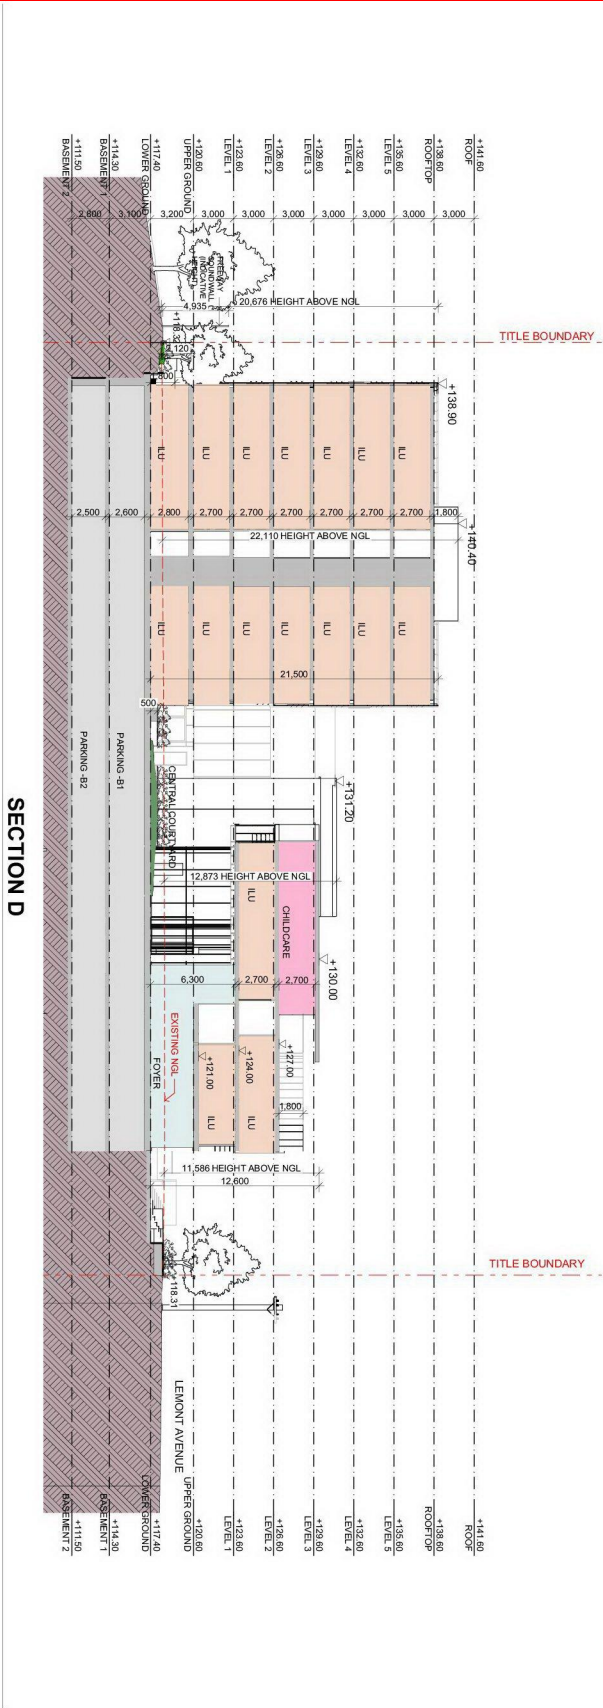 +141.60
ROOF
+138.60
ROOFTOP
+135.60
LEVEL 5
+132.60
LEVEL 4
+129.60
LEVEL 3
+126.60
LEVEL 2
+123.60
LEVEL 1
+120.60
UPPER GROUND
+117.40
LOWER GROUND
+114.30
BASEMENT 1
+111.50
BASEMENT 2
3,000
3,000
3,000
3,000
3,000
3,000
3,000
3,200
3,100
2,800
FREEWAY
SOUNDWALL
(INDICATIVE
HEIGHT)
4,935
20,676 HEIGHT ABOVE NGL
2,120
1,800
TITLE BOUNDARY
+138.90
ILU
ILU
ILU
ILU
ILU
ILU
ILU
1,800
2,700
2,700
2,700
2,700
2,700
2,700
2,800
2,600
2,500
+140.40
22,110 HEIGHT ABOVE NGL
ILU
ILU
ILU
ILU
ILU
ILU
ILU
21,500
500
PARKING -B1
PARKING -B2
CENTRAL COURTYARD
+131.20
12,873 HEIGHT ABOVE NGL
ILU
CHILDCARE
+130.00
6,300
2,700
2,700
EXISTING NGL
FOYER
+127.00
+124.00
+121.00
1,800
ILU
ILU
11,586 HEIGHT ABOVE NGL
12,600
+118.31
TITLE BOUNDARY
LEMONT AVENUE
+141.60
ROOF
+138.60
ROOFTOP
+135.60
LEVEL 5
+132.60
LEVEL 4
+129.60
LEVEL 3
+126.60
LEVEL 2
+123.60
LEVEL 1
+120.60
UPPER GROUND
+117.40
LOWER GROUND
+114.30
BASEMENT 1
+111.50
BASEMENT 2
SECTION D